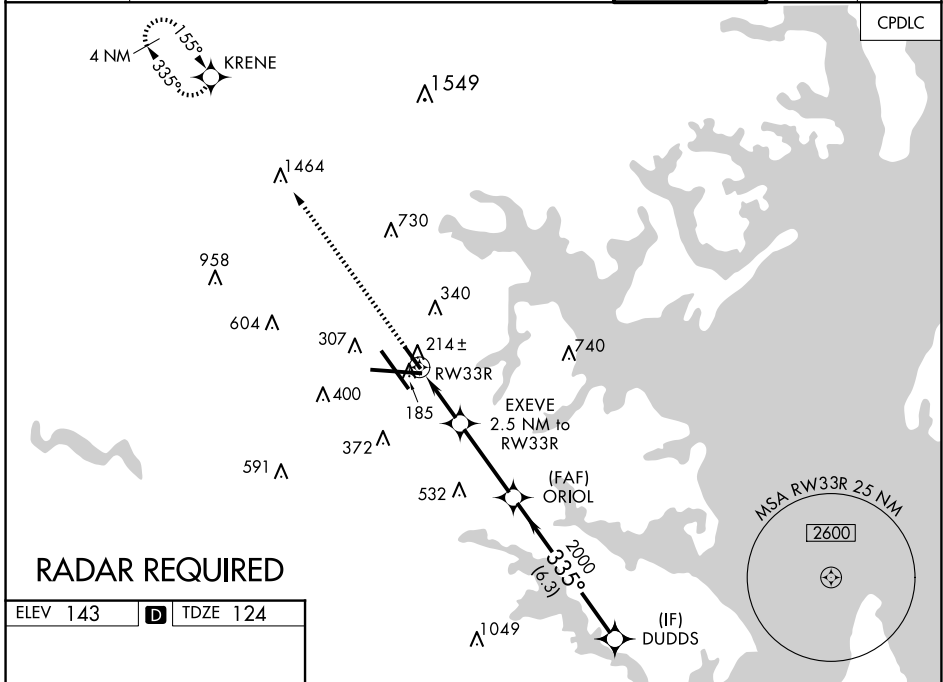 CPDLC
4 NM
155°
335°
KRENE
1549
1464
730
958
340
604
307
214 ±
740
RW33R
400
185
EXEVE
2.5 NM to
RW33R
372
591
532
(FAF)
ORIOL
MSA RW33R 25 NM
2600
2000
335°
(6.3)
RADAR REQUIRED
ELEV 143 D TDZE 124
1049
(IF)
DUDDS